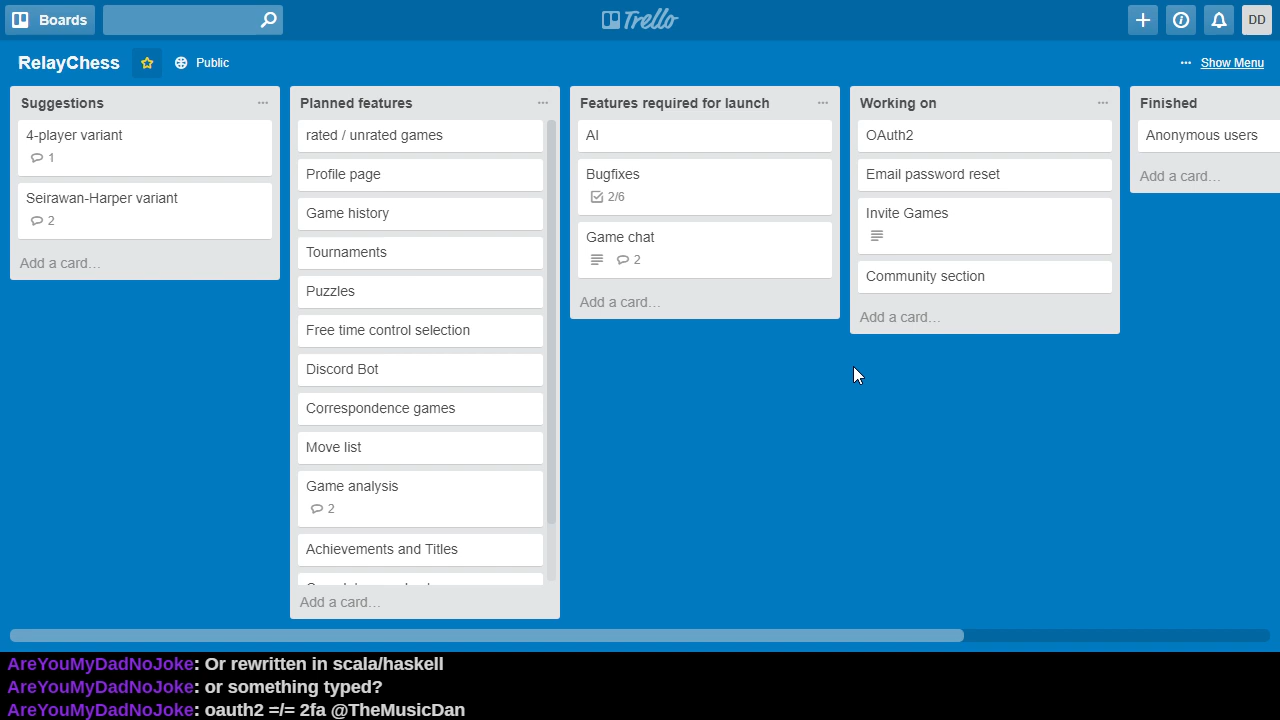 Boards
Trello
DD
RelayChess
Public
Show Menu
Suggestions
4-player variant
1
Seirawan-Harper variant
2
Add a card…
Planned features
rated / unrated games
Profile page
Game history
Tournaments
Puzzles
Free time control selection
Discord Bot
Correspondence games
Move list
Game analysis
2
Achievements and Titles
Add a card…
Features required for launch
AI
Bugfixes
2/6
Game chat
2
Add a card…
Working on
OAuth2
Email password reset
Invite Games
Community section
Add a card…
Finished
Anonymous users
Add a card…
AreYouMyDadNoJoke: Or rewritten in scala/haskell
AreYouMyDadNoJoke: or something typed?
AreYouMyDadNoJoke: oauth2 =/= 2fa @TheMusicDan